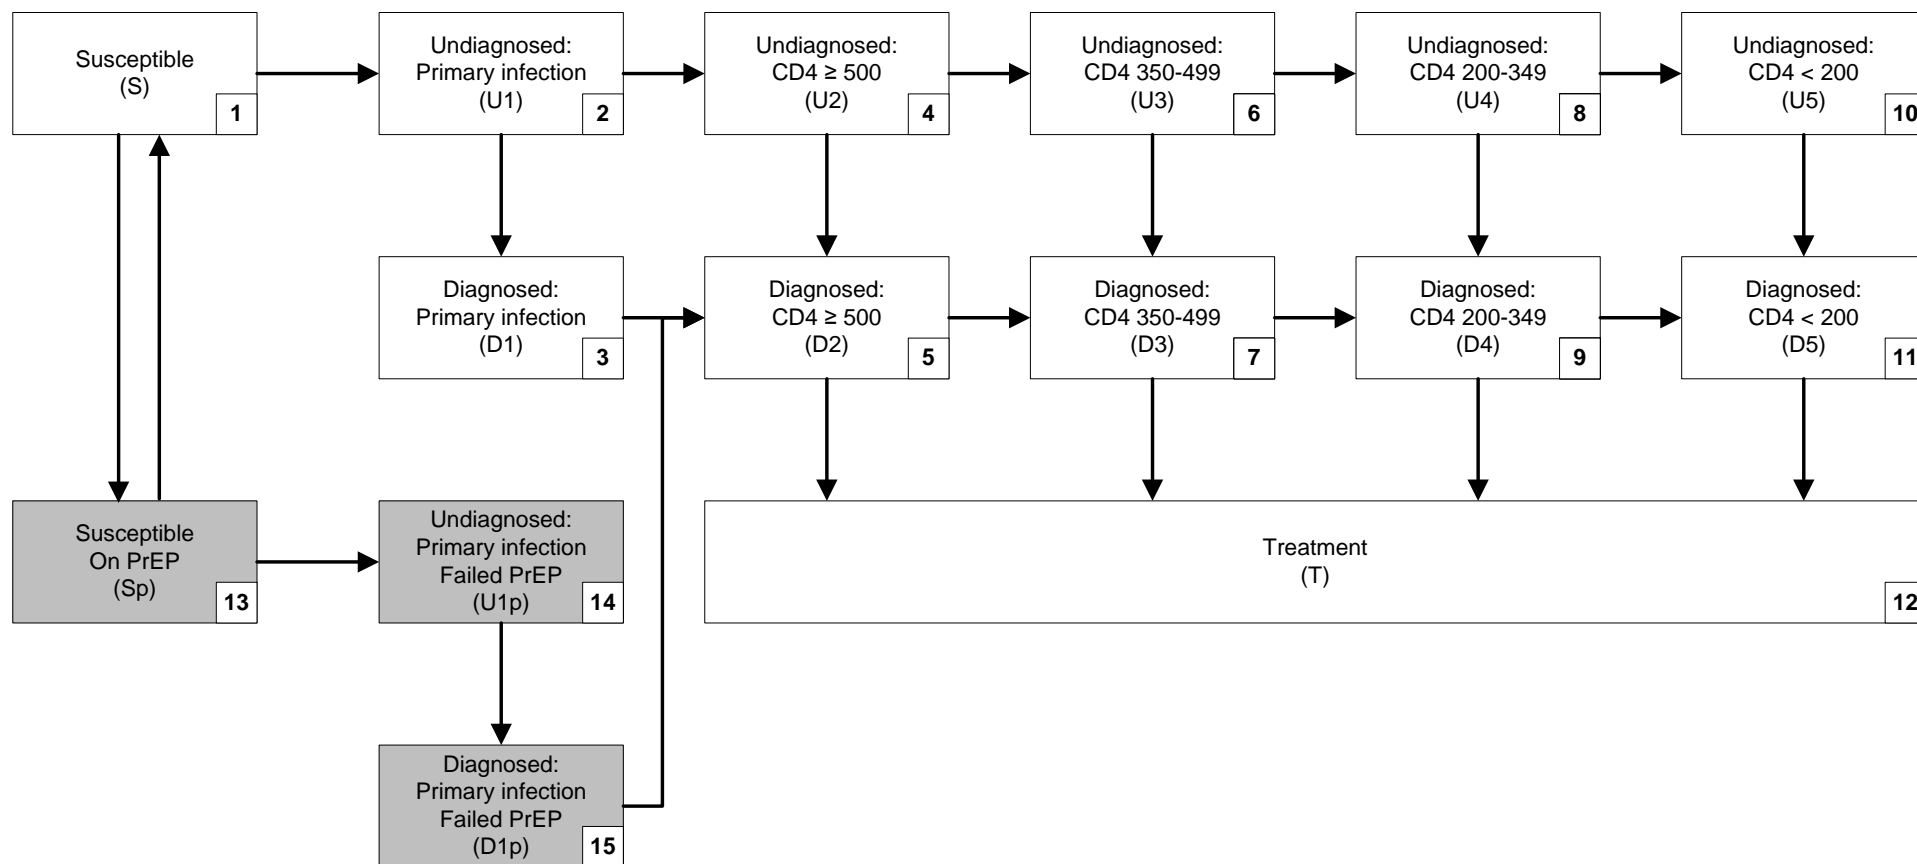 Susceptible
(S)
1
Undiagnosed:
Primary infection
(U1)
2
Undiagnosed:
CD4 ≥ 500
(U2)
4
Undiagnosed:
CD4 350-499
(U3)
6
Undiagnosed:
CD4 200-349
(U4)
8
Undiagnosed:
CD4 < 200
(U5)
10
Diagnosed:
Primary infection
(D1)
3
Diagnosed:
CD4 ≥ 500
(D2)
5
Diagnosed:
CD4 350-499
(D3)
7
Diagnosed:
CD4 200-349
(D4)
9
Diagnosed:
CD4 < 200
(D5)
11
Susceptible
On PrEP
(Sp)
13
Undiagnosed:
Primary infection
Failed PrEP
(U1p)
14
Treatment
(T)
12
Diagnosed:
Primary infection
Failed PrEP
(D1p)
15